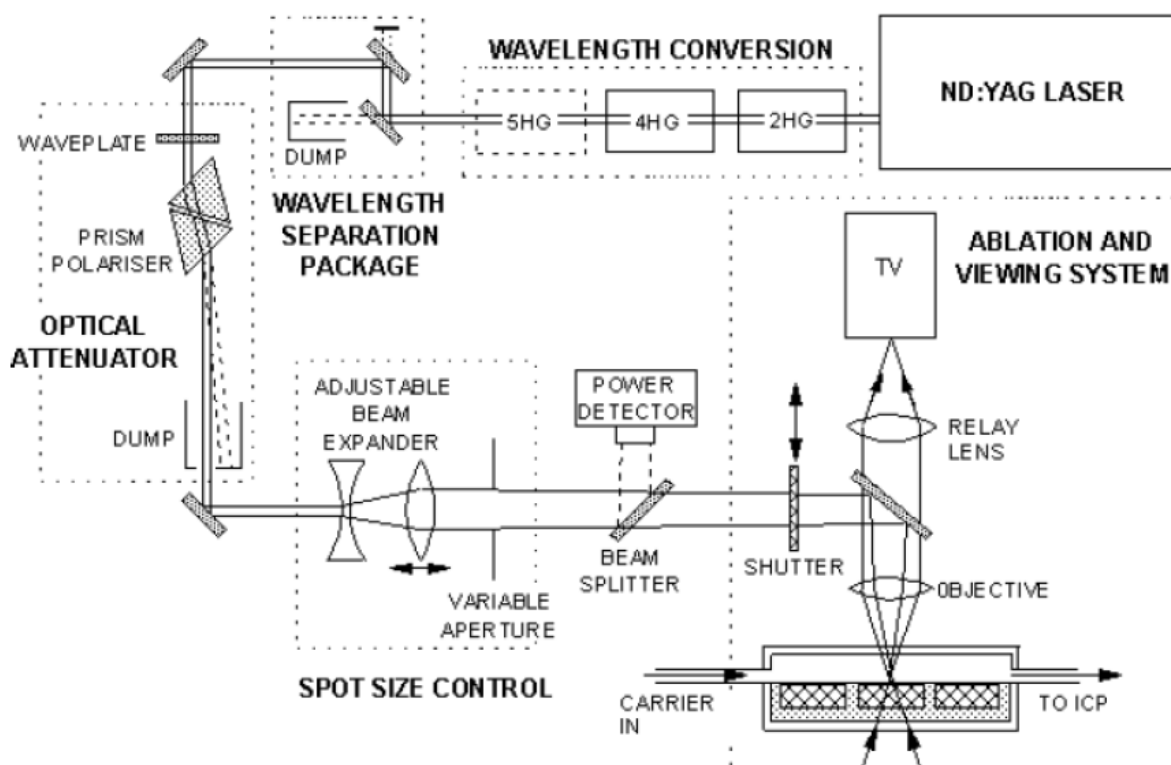 WAVELENGTH CONVERSION
ND:YAG LASER
5HG
4HG
2HG
WAVEPLATE
DUMP
WAVELENGTH
SEPARATION
PACKAGE
PRISM
POLARISER
OPTICAL
ATTENUATOR
DUMP
ABLATION AND
VIEWING SYSTEM
TV
ADJUSTABLE
BEAM
EXPANDER
POWER
DETECTOR
RELAY
LENS
BEAM
SPLITTER
SHUTTER
OBJECTIVE
VARIABLE
APERTURE
SPOT SIZE CONTROL
CARRIER
IN
TO ICP